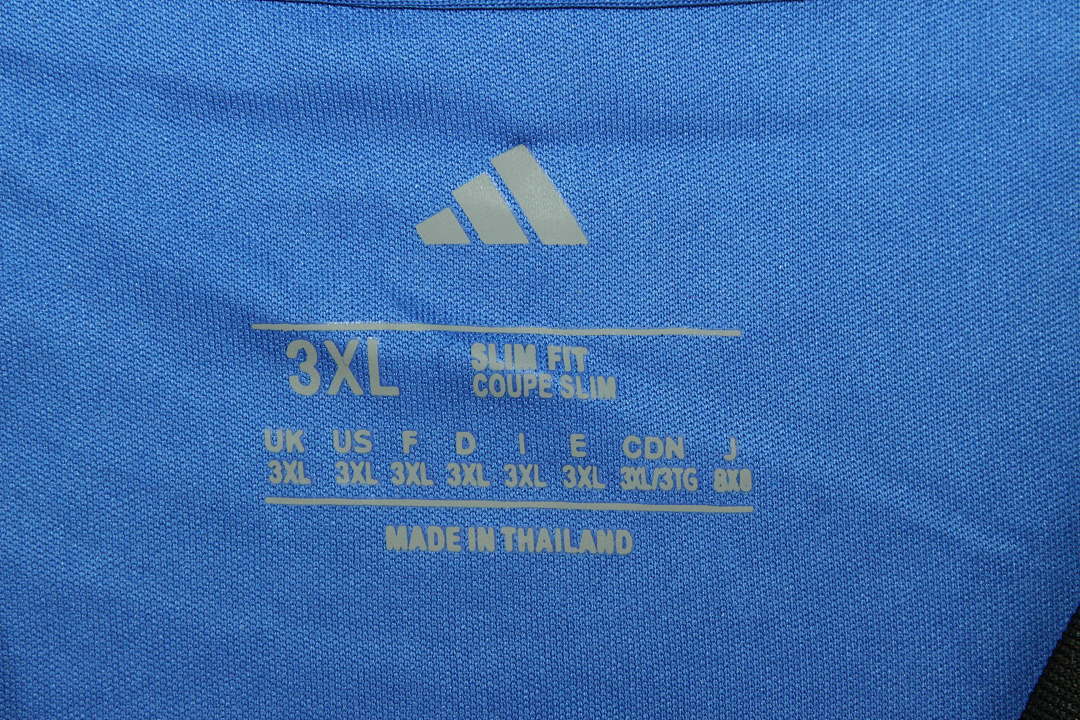 3XL SLIM FIT
COUPE SLIM
UK US F D I E CDN J
3XL 3XL 3XL 3XL 3XL 3XL 3XL/3TG
MADE IN THAILAND